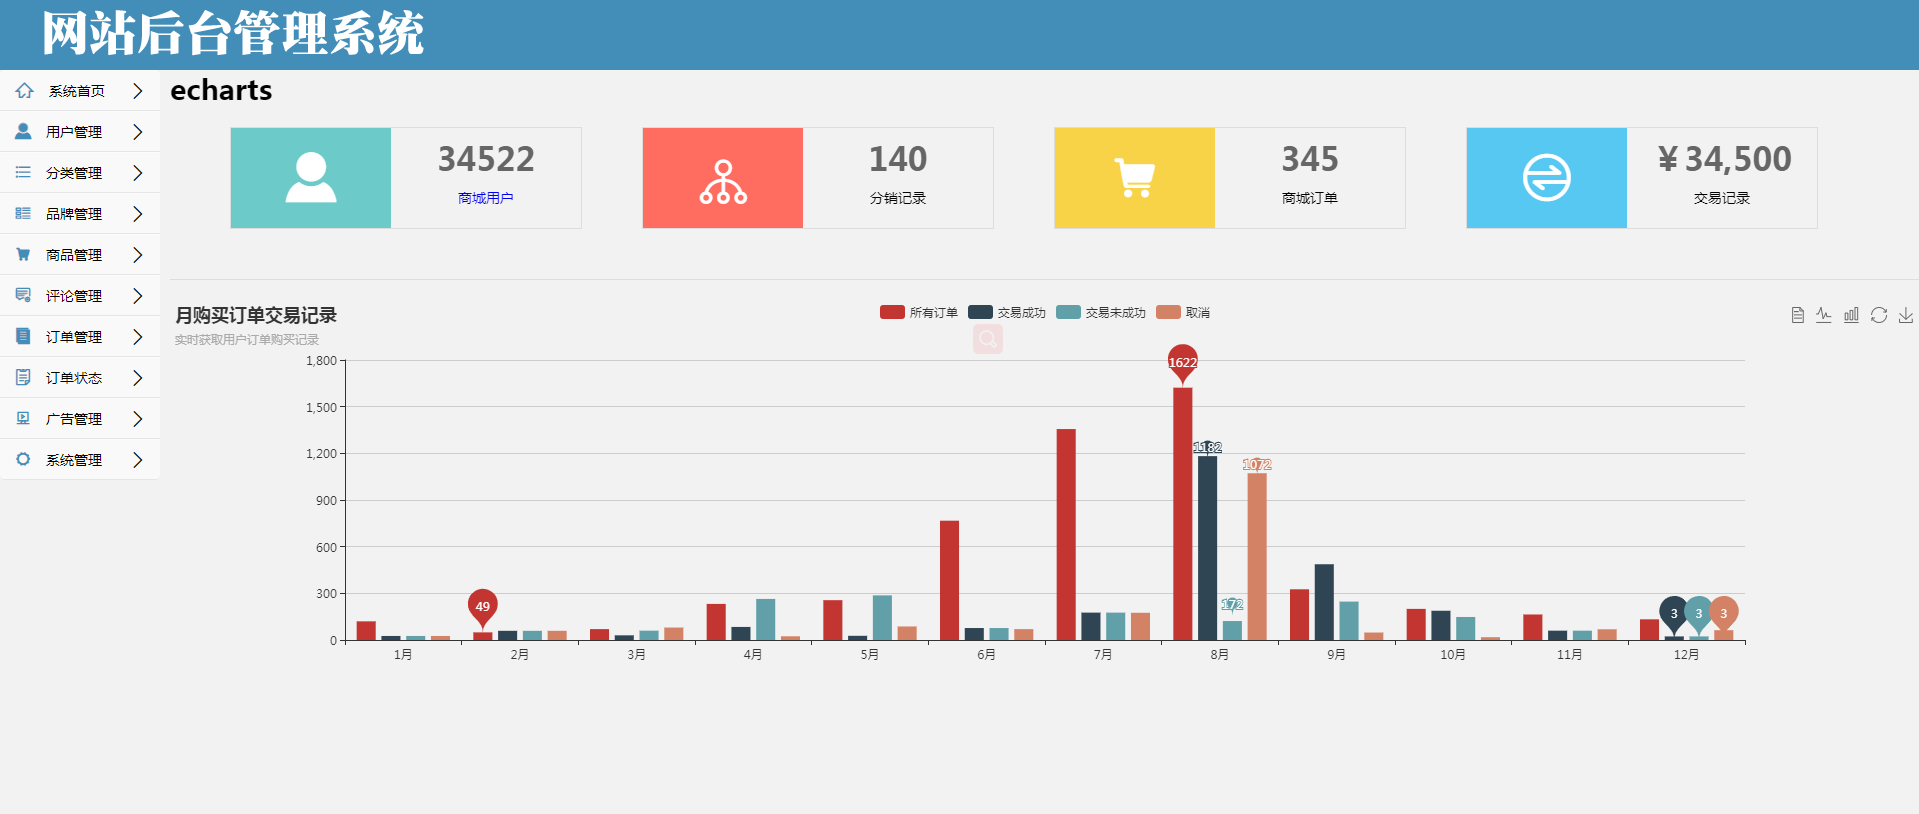 网站后台管理系统
系统首页
用户管理
分类管理
品牌管理
商品管理
评论管理
订单管理
订单状态
广告管理
系统管理
echarts
34522
商城用户
140
分销记录
345
商城订单
¥34,500
交易记录
月购买订单交易记录
实时获取用户订单购买记录
所有订单 交易成功 交易未成功 取消
1,800
1,500
1,200
900
600
300
0
49
1622
1182
172
1072
3 3 3
1月 2月 3月 4月 5月 6月 7月 8月 9月 10月 11月 12月